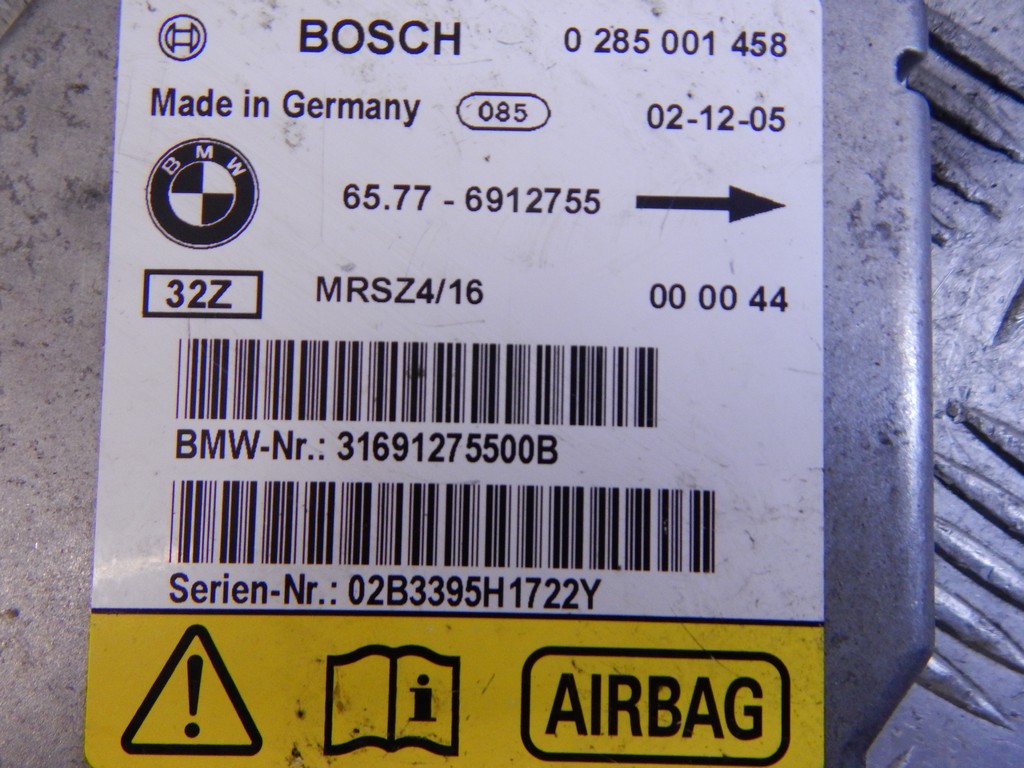 BOSCH 0 285 001 458
Made in Germany 085 02-12-05
BMW
65.77 - 6912755
32Z MRSZ4/16 00 00 44
BMW-Nr.: 31691275500B
Serien-Nr.: 02B3395H1722Y
i AIRBAG